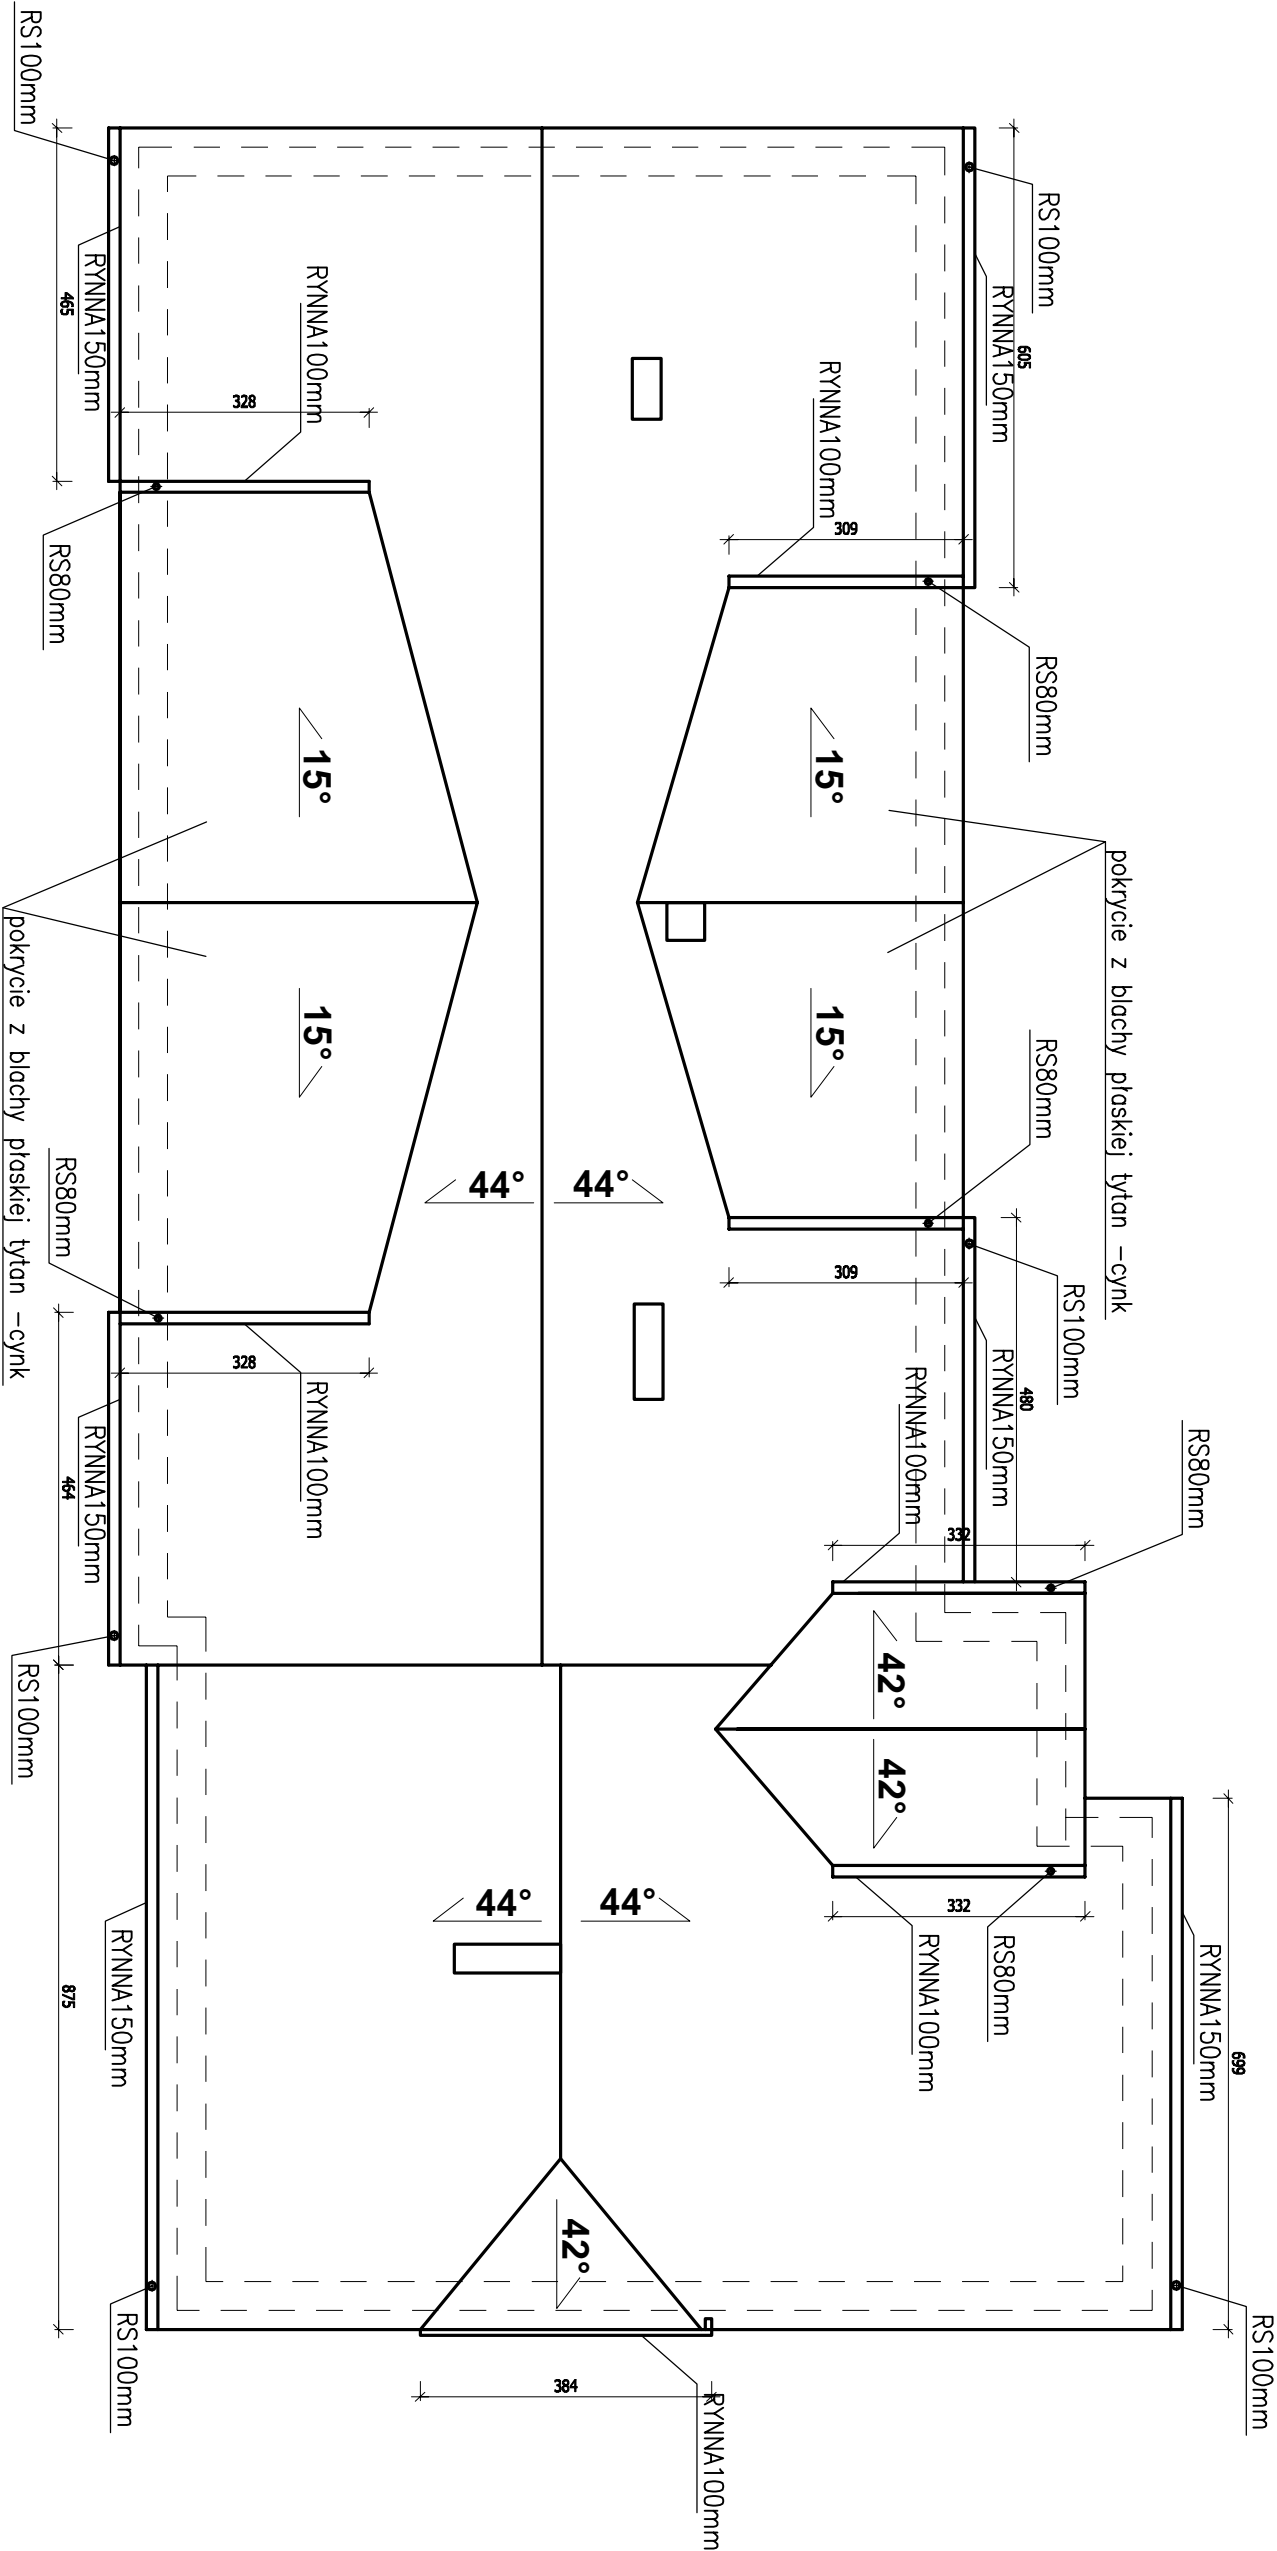 RS100mm
RS100mm
605
RYNNA150mm
465
RYNNA150mm
RYNNA100mm
328
RYNNA100mm
309
RS80mm
RS80mm
15°
15°
pokrycie z blachy płaskiej tytan -cynk
pokrycie z blachy płaskiej tytan -cynk
15°
15°
RS80mm
RS80mm
44°
44°
309
RS100mm
328
RYNNA100mm
RYNNA100mm
RYNNA150mm
480
RYNNA150mm
464
RS80mm
332
RS100mm
42°
42°
44°
44°
332
RS80mm
RYNNA100mm
RYNNA150mm
875
RYNNA150mm
699
42°
RS100mm
RS100mm
384
RYNNA100mm